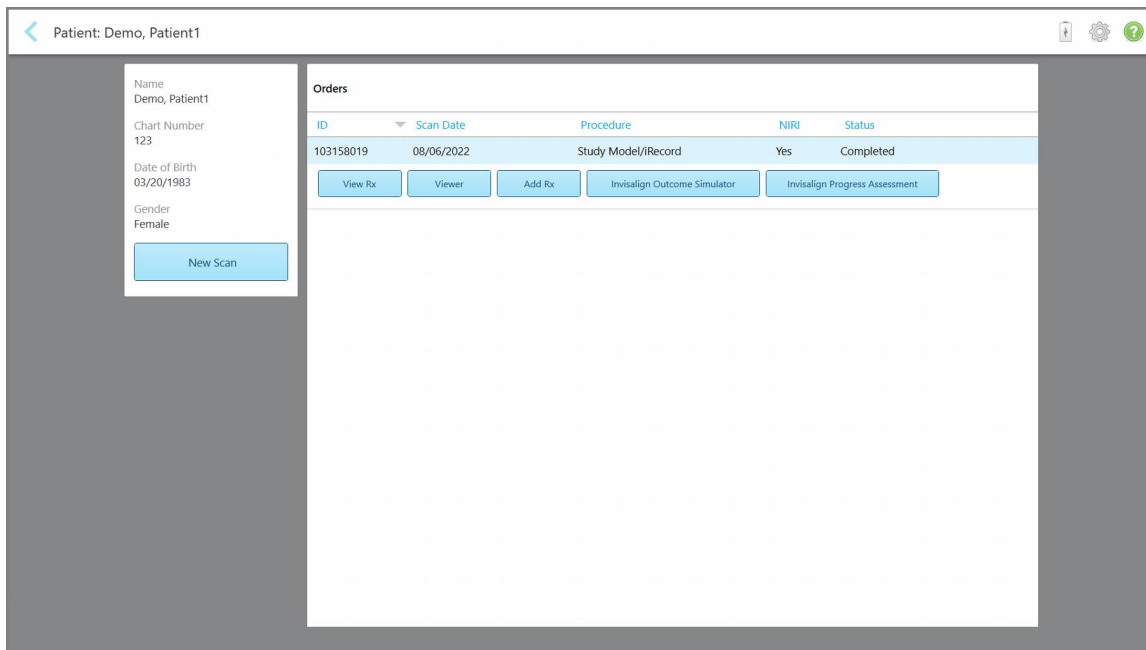 Patient: Demo, Patient1
?
Name
Demo, Patient1
Chart Number
123
Date of Birth
03/20/1983
Gender
Female
New Scan
Orders
ID Scan Date Procedure NIRI Status
103158019 08/06/2022 Study Model/iRecord Yes Completed
View Rx Viewer Add Rx Invisalign Outcome Simulator Invisalign Progress Assessment